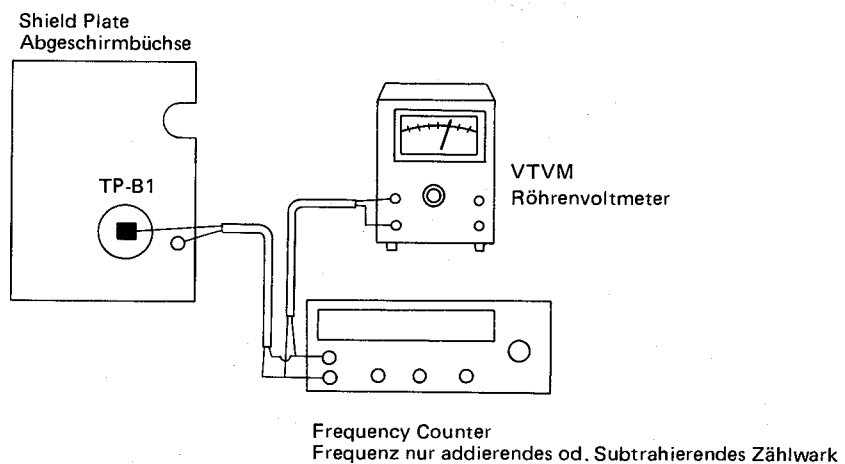 Shield Plate
Abgeschirmbüchse
TP-B1
VTVM
Röhrenvoltmeter
Frequency Counter
Frequenz nur addierendes od. Subtrahierendes Zählwark